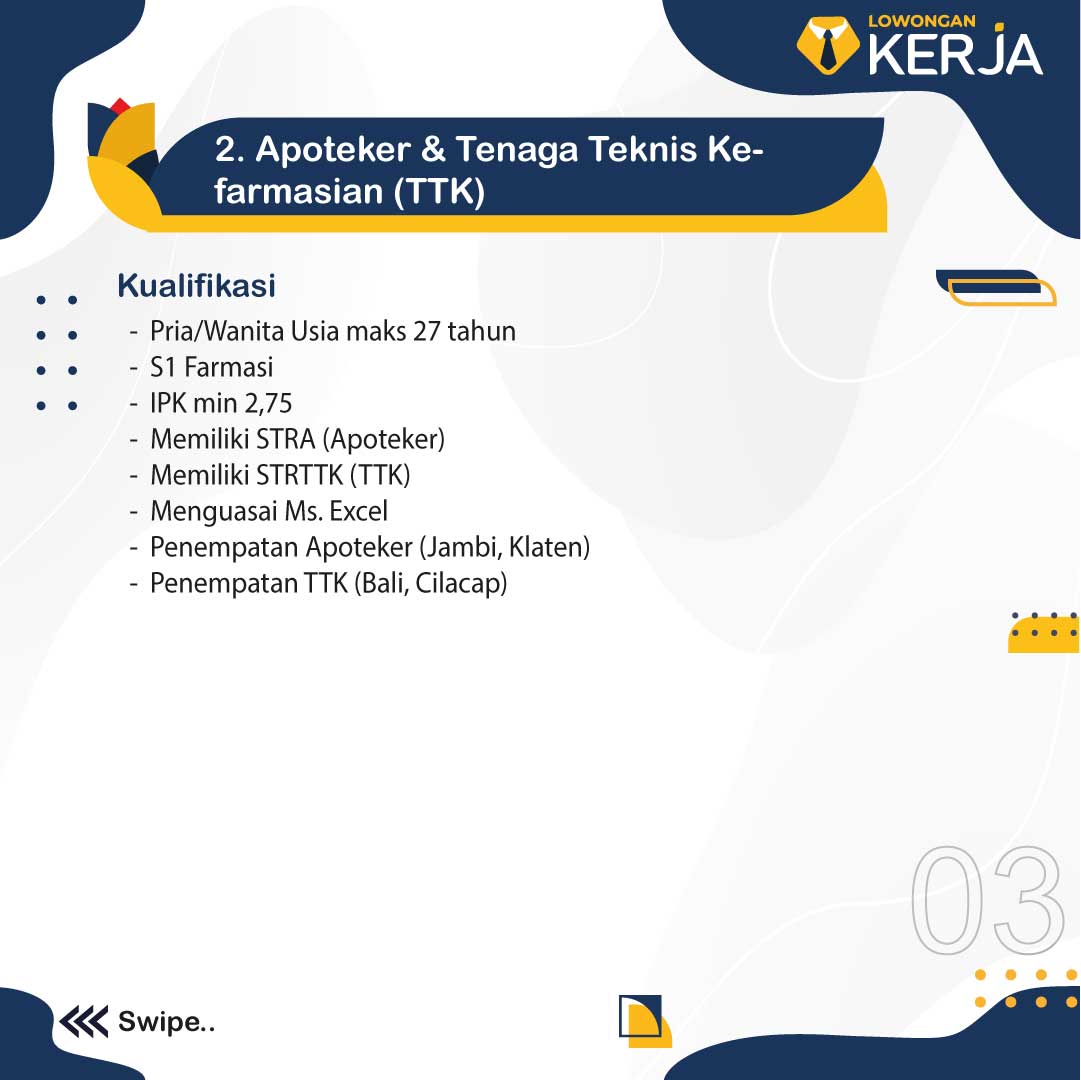 LOWONGAN
KERJA
2. Apoteker & Tenaga Teknis Ke-
farmasian (TTK)
Kualifikasi
- Pria/Wanita Usia maks 27 tahun
- S1 Farmasi
- IPK min 2,75
- Memiliki STRA (Apoteker)
- Memiliki STRTTK (TTK)
- Menguasai Ms. Excel
- Penempatan Apoteker (Jambi, Klaten)
- Penempatan TTK (Bali, Cilacap)
03
Swipe..